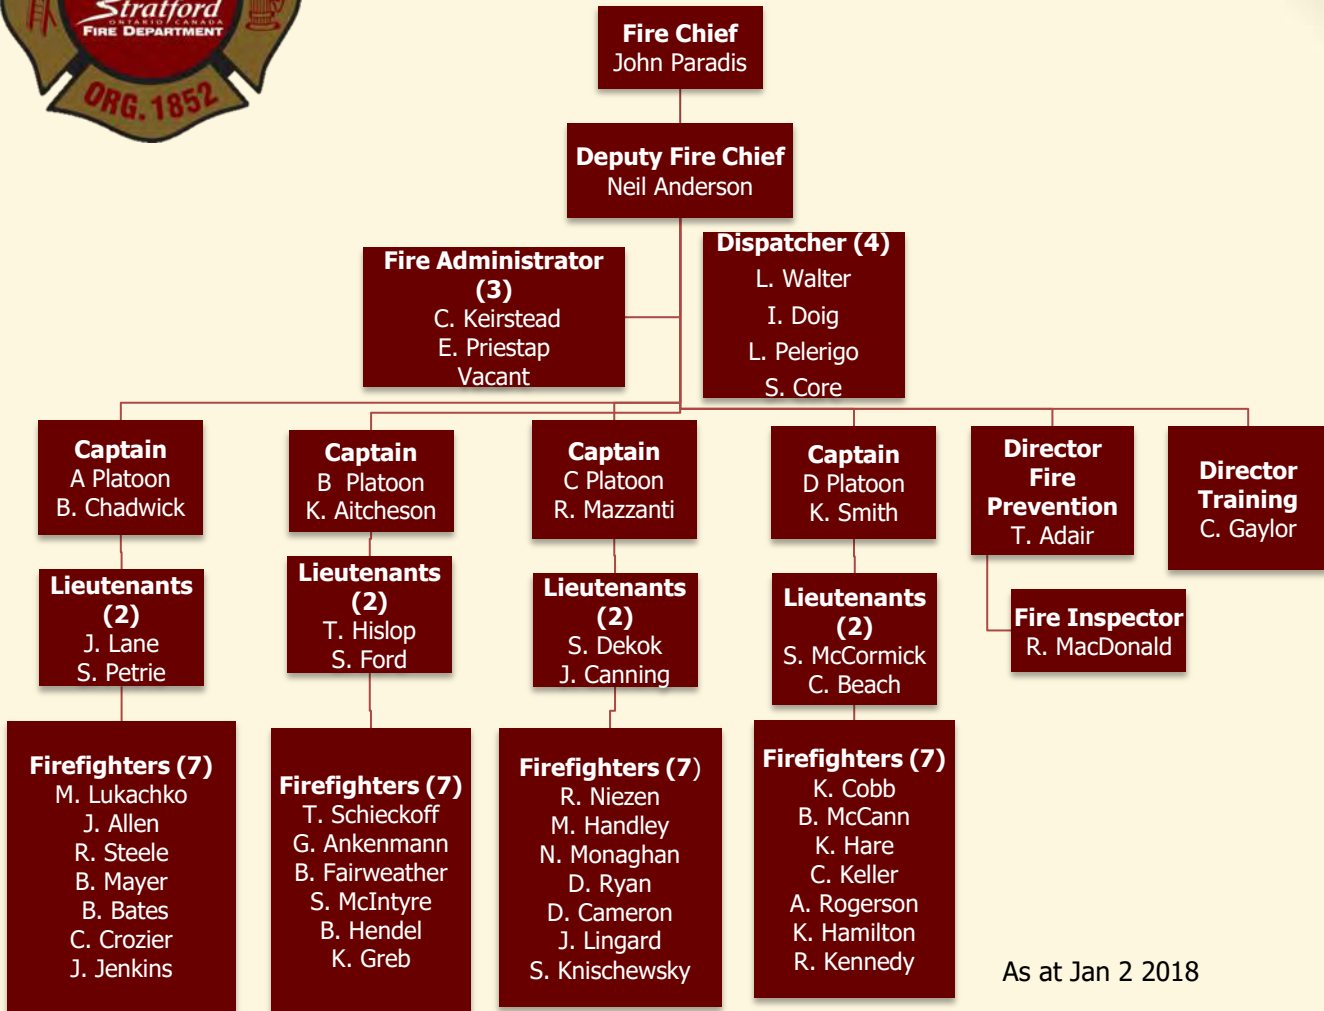 Stratford
ONTARIO CANADA
FIRE DEPARTMENT
ORG. 1852
Fire Chief
John Paradis
Deputy Fire Chief
Neil Anderson
Fire Administrator
(3)
C. Keirstead
E. Priestap
Vacant
Dispatcher (4)
L. Walter
I. Doig
L. Pelerigo
S. Core
Captain
A Platoon
B. Chadwick
Captain
B Platoon
K. Aitcheson
Captain
C Platoon
R. Mazzanti
Captain
D Platoon
K. Smith
Director
Fire
Prevention
T. Adair
Director
Training
C. Gaylor
Lieutenants
(2)
J. Lane
S. Petrie
Lieutenants
(2)
T. Hislop
S. Ford
Lieutenants
(2)
S. Dekok
J. Canning
Lieutenants
(2)
S. McCormick
C. Beach
Fire Inspector
R. MacDonald
Firefighters (7)
M. Lukachko
J. Allen
R. Steele
B. Mayer
B. Bates
C. Crozier
J. Jenkins
Firefighters (7)
T. Schieckoff
G. Ankenmann
B. Fairweather
S. McIntyre
B. Hendel
K. Greb
Firefighters (7)
R. Niezen
M. Handley
N. Monaghan
D. Ryan
D. Cameron
J. Lingard
S. Knischewsky
Firefighters (7)
K. Cobb
B. McCann
K. Hare
C. Keller
A. Rogerson
K. Hamilton
R. Kennedy
As at Jan 2 2018